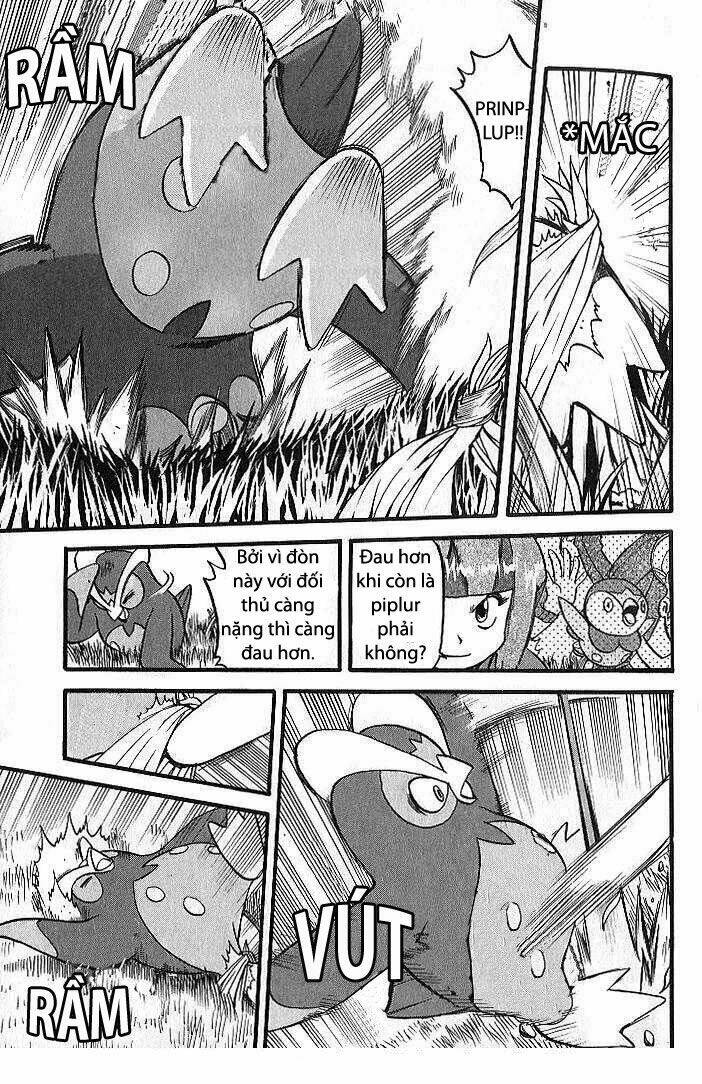 *MẮC
PRINP-
LUP!!
RẦM
Đau hơn
khi còn là
piplur
phải
không?
Bởi vì đòn
này với đối
thủ càng
nặng thì càng
đau hơn.
VÚT
RẦM